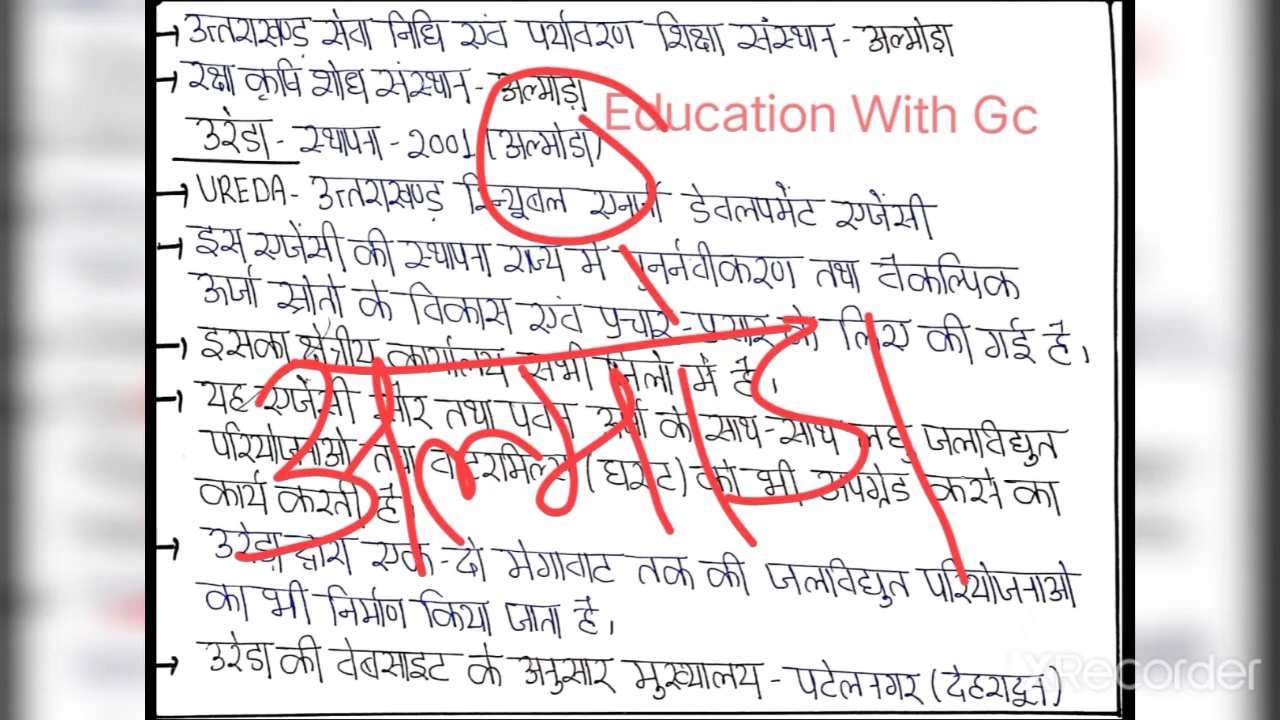 → उत्तराखण्ड़ सेवा निधि एवं पर्यावरण शिक्षा संस्थान - अल्मोड़ा
→ रक्षा कृषि शोध संस्थान - अल्मोड़ा
Education With Gc
उरेडा - स्थापना - 2001 (अल्मोडा)
→ UREDA - उत्तराखण्ड़ रिन्यूबल एनर्जी डेवलपमेंट एजेंसी
→ इस एजेंसी की स्थापना राज्य में पुनर्नवीकरण तथा वैकल्पिक
ऊर्जा स्रोतो के विकास एवं प्रचार - प्रसार के लिए की गई है।
→ इसका क्षेत्रीय कार्यालय सभी जिलो में है।
अल्मोडा
→ यह एजेंसी सौर तथा पवन ऊर्जा के साथ-साथ लघु जलविद्युत
परियोजनाओ तथा वाटरमिल्स (घराट) को भी अपग्रेड करने का
कार्य करती है।
→ उरेडा द्वारा एक-दो मेगावाट तक की जलविद्युत परियोजनाओ
का भी निर्माण किया जाता है।
→ उरेडा की वेबसाइट के अनुसार मुख्यालय - पटेलनगर (देहरादून)
XRecorder